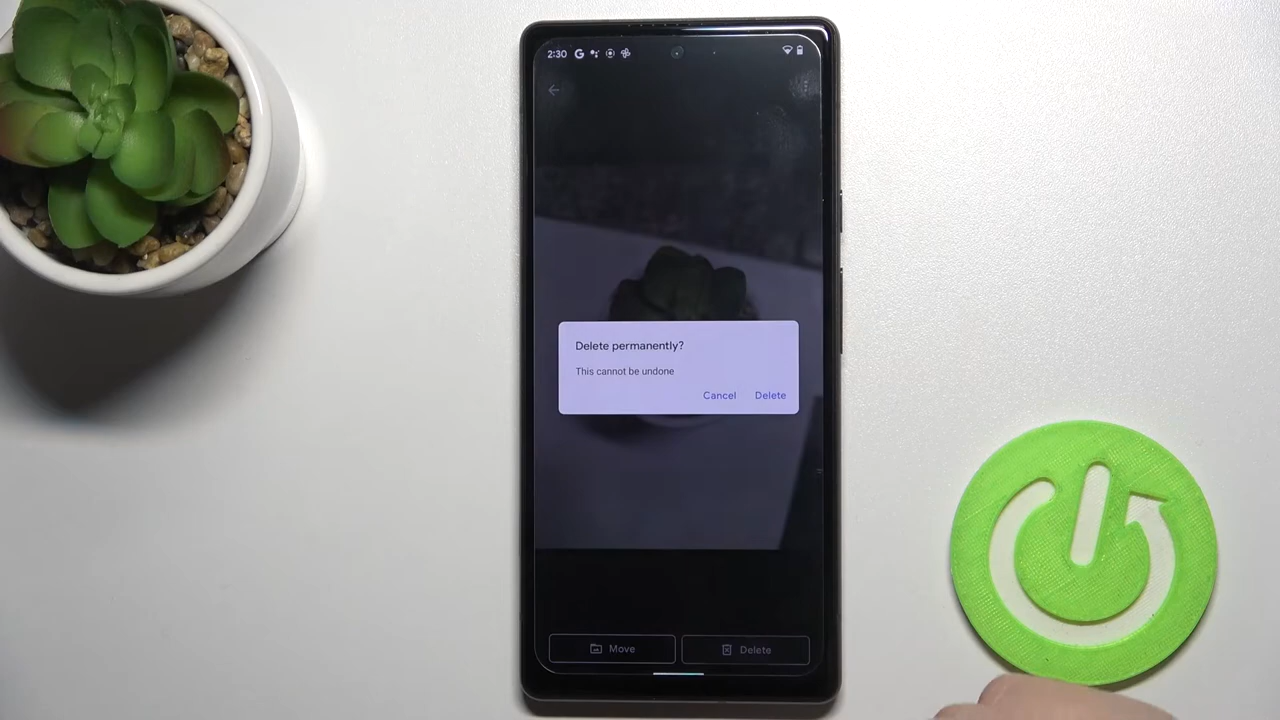 2:30
Delete permanently?
This cannot be undone
Cancel Delete
Move Delete